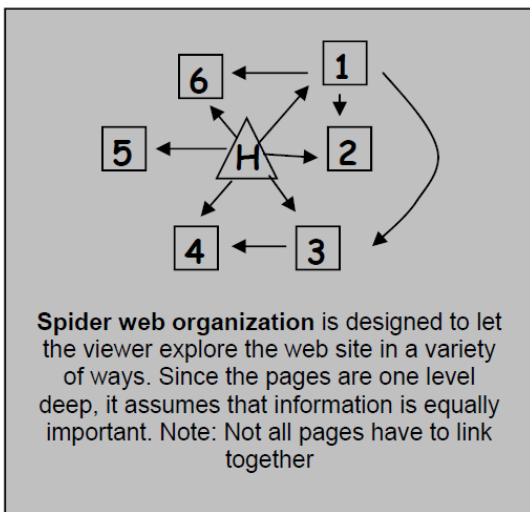 1
6
5
H
2
4
3
Spider web organization is designed to let
the viewer explore the web site in a variety
of ways. Since the pages are one level
deep, it assumes that information is equally
important. Note: Not all pages have to link
together